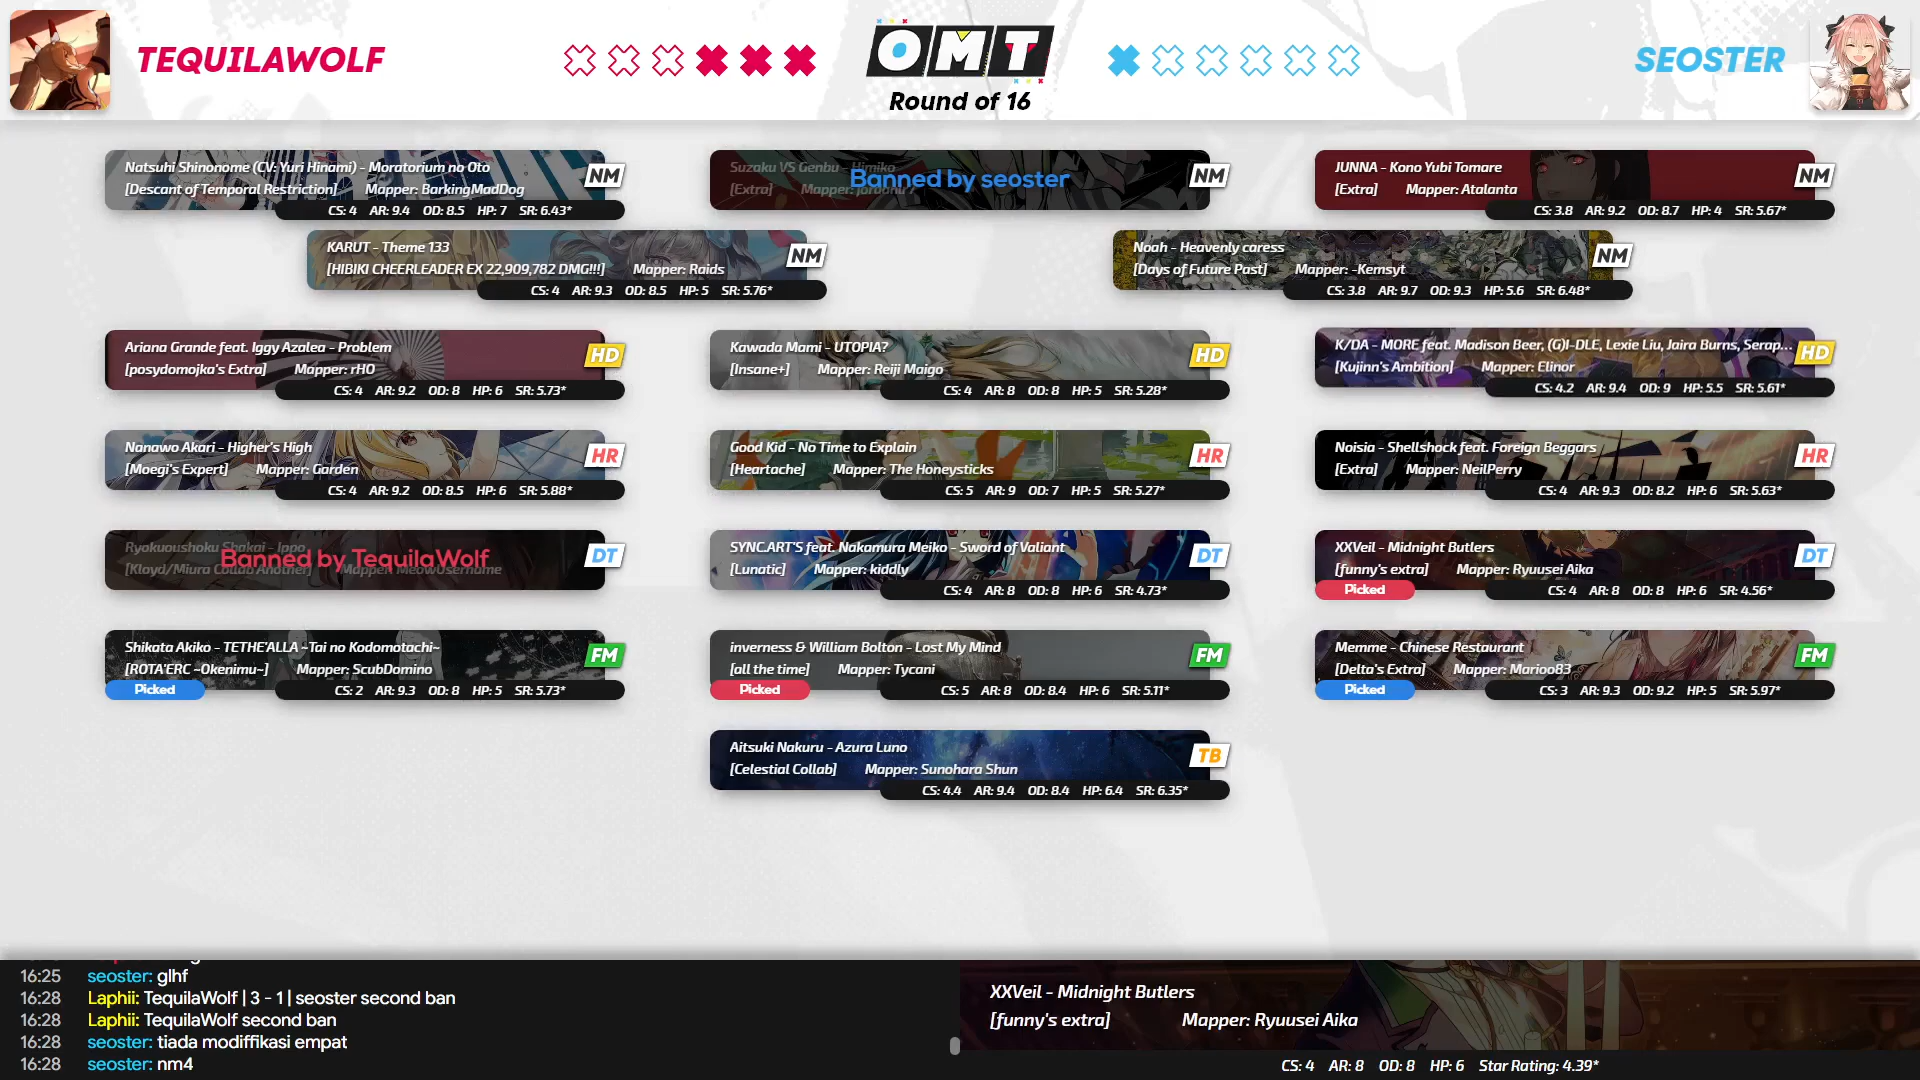 TEQUILAWOLF
OMT
Round of 16
SEOSTER
Natsuhi Shinonome (CV: Yuri Hinami) - Moratorium no Oto
[Descant of Temporal Restriction] Mapper: BarkingMadDog
NM
CS: 4 AR: 9.4 OD: 8.5 HP: 7 SR: 6.43*
Suzaku VS Genbu - Himiko
[Extra] Mapper:
Banned by seoster
NM
JUNNA - Kono Yubi Tomare
[Extra] Mapper: Atalanta
NM
CS: 3.8 AR: 9.2 OD: 8.7 HP: 4 SR: 5.67*
KARUT - Theme 133
[HIBIKI CHEERLEADER EX 22,909,782 DMG!!!] Mapper: Raids
NM
CS: 4 AR: 9.3 OD: 8.5 HP: 5 SR: 5.76*
Noah - Heavenly caress
[Days of Future Past] Mapper: -Kemsyt
NM
CS: 3.8 AR: 9.7 OD: 9.3 HP: 5.6 SR: 6.48*
Ariana Grande feat. Iggy Azalea - Problem
[posydomojka's Extra] Mapper: rHO
HD
CS: 4 AR: 9.2 OD: 8 HP: 6 SR: 5.73*
Kawada Mami - UTOPIA?
[Insane+] Mapper: Reiji Maigo
HD
CS: 4 AR: 8 OD: 8 HP: 5 SR: 5.28*
K/DA - MORE feat. Madison Beer, (G)I-DLE, Lexie Liu, Jaira Burns, Serap...
[Kujinn's Ambition] Mapper: Elinor
HD
CS: 4.2 AR: 9.4 OD: 9 HP: 5.5 SR: 5.61*
Nanawo Akari - Higher's High
[Moegi's Expert] Mapper: Garden
HR
CS: 4 AR: 9.2 OD: 8.5 HP: 6 SR: 5.88*
Good Kid - No Time to Explain
[Heartache] Mapper: The Honeysticks
HR
CS: 5 AR: 9 OD: 7 HP: 5 SR: 5.27*
Noisia - Shellshock feat. Foreign Beggars
[Extra] Mapper: NeilPerry
HR
CS: 4 AR: 9.3 OD: 8.2 HP: 6 SR: 5.63*
Ryokuoushoku Shakai - Ippo
[Kloyd/Miura Collab Another] Mapper: MeowUsername
Banned by TequilaWolf
DT
SYNC.ART'S feat. Nakamura Meiko - Sword of Valiant
[Lunatic] Mapper: kiddly
DT
CS: 4 AR: 8 OD: 8 HP: 6 SR: 4.73*
XXVeil - Midnight Butlers
[funny's extra] Mapper: Ryuusei Aika
DT
Picked
CS: 4 AR: 8 OD: 8 HP: 6 SR: 4.56*
Shikata Akiko - TETHE'ALLA ~Tai no Kodomotachi~
[ROTA'ERC ~Okenimu~] Mapper: ScubDomino
FM
Picked
CS: 2 AR: 9.3 OD: 8 HP: 5 SR: 5.73*
inverness & William Bolton - Lost My Mind
[all the time] Mapper: Tycani
FM
Picked
CS: 5 AR: 8 OD: 8.4 HP: 6 SR: 5.11*
Memme - Chinese Restaurant
[Delta's Extra] Mapper: Marioo83
FM
Picked
CS: 3 AR: 9.3 OD: 9.2 HP: 5 SR: 5.97*
Aitsuki Nakuru - Azura Luno
[Celestial Collab] Mapper: Sunohara Shun
TB
CS: 4.4 AR: 9.4 OD: 8.4 HP: 6.4 SR: 6.35*
16:25 seoster: glhf
16:28 Laphii: TequilaWolf | 3 - 1 | seoster second ban
16:28 Laphii: TequilaWolf second ban
16:28 seoster: tiada modiffikasi empat
16:28 seoster: nm4
XXVeil - Midnight Butlers
[funny's extra] Mapper: Ryuusei Aika
CS: 4 AR: 8 OD: 8 HP: 6 Star Rating: 4.39*